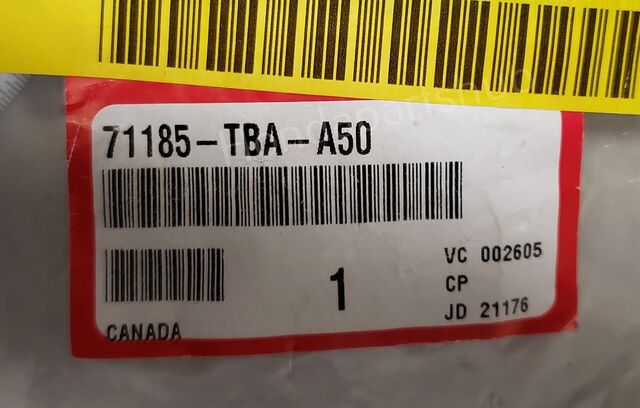 71185-TBA-A50
1
VC 002605
CP
JD 21176
CANADA